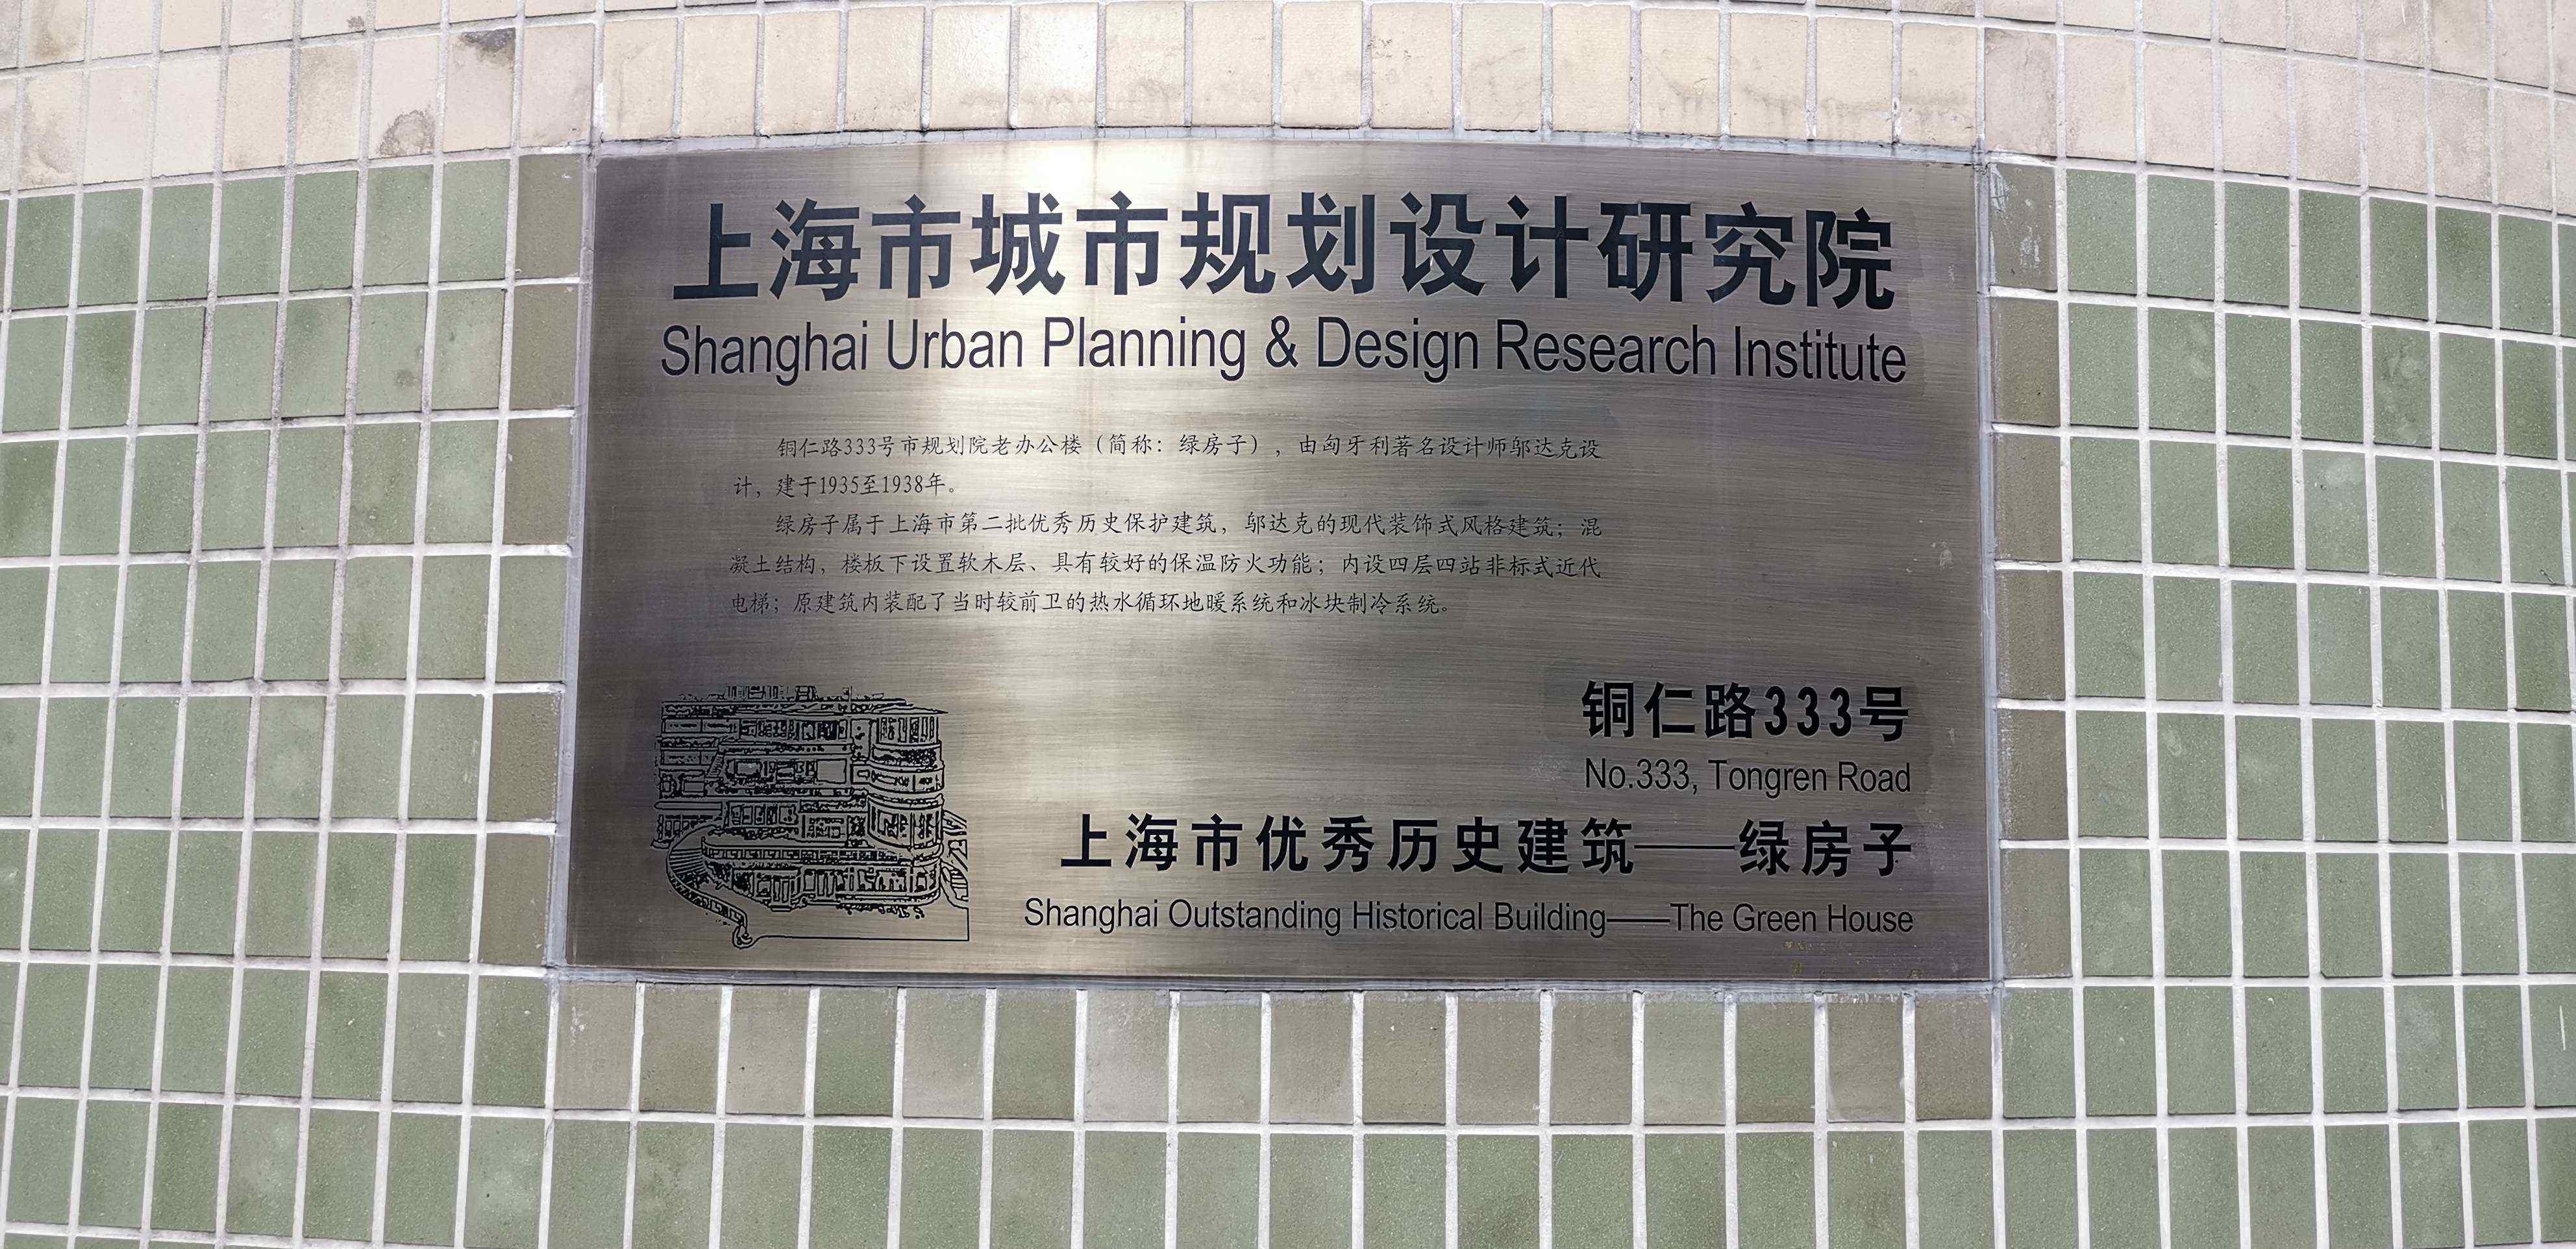 上海市城市规划设计研究院
Shanghai Urban Planning & Design Research Institute
铜仁路333号市规划院老办公楼（简称：绿房子），由匈牙利著名设计师邬达克设
计，建于1935至1938年。
绿房子属于上海市第二批优秀历史保护建筑，邬达克的现代装饰式风格建筑；混
凝土结构，楼板下设置软木层、具有较好的保温防火功能；内设四层四站非标式近代
电梯；原建筑内装配了当时较前卫的热水循环地暖系统和冰块制冷系统。
铜仁路333号
No.333, Tongren Road
上海市优秀历史建筑——绿房子
Shanghai Outstanding Historical Building——The Green House